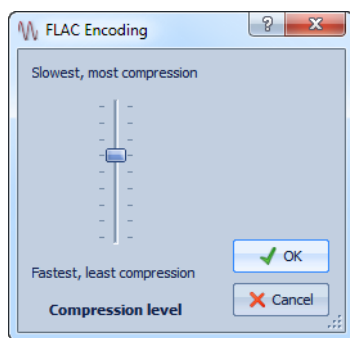 FLAC Encoding
?
Slowest, most compression
Fastest, least compression
Compression level
OK
Cancel